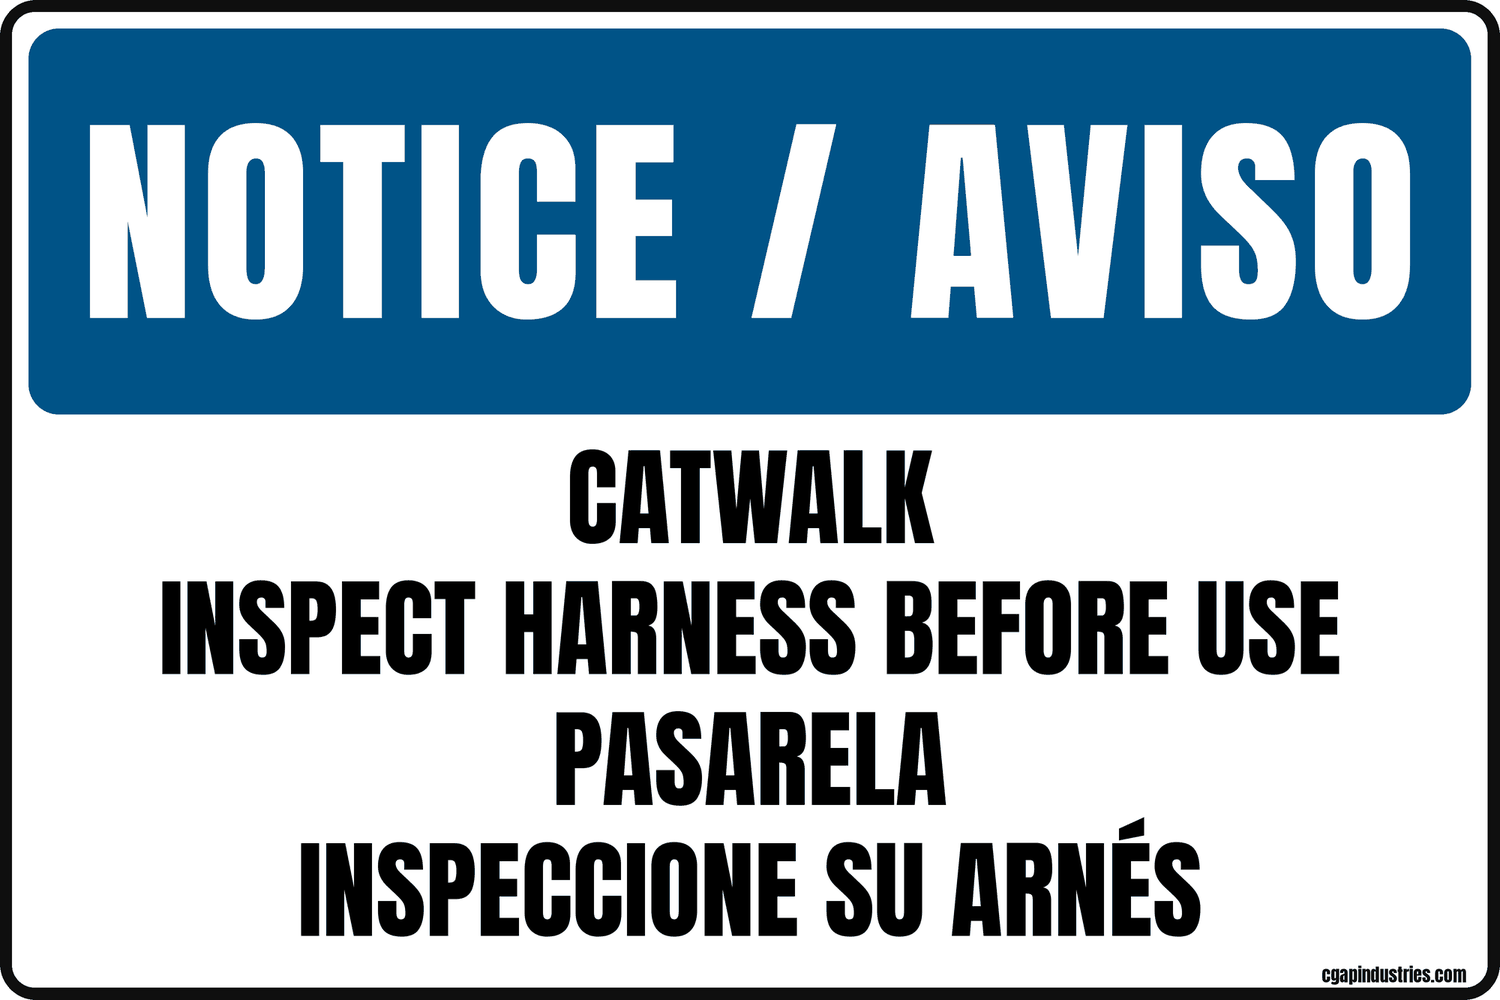 NOTICE / AVISO
CATWALK
INSPECT HARNESS BEFORE USE
PASARELA
INSPECCIONE SU ARNÉS
cgapindustries.com